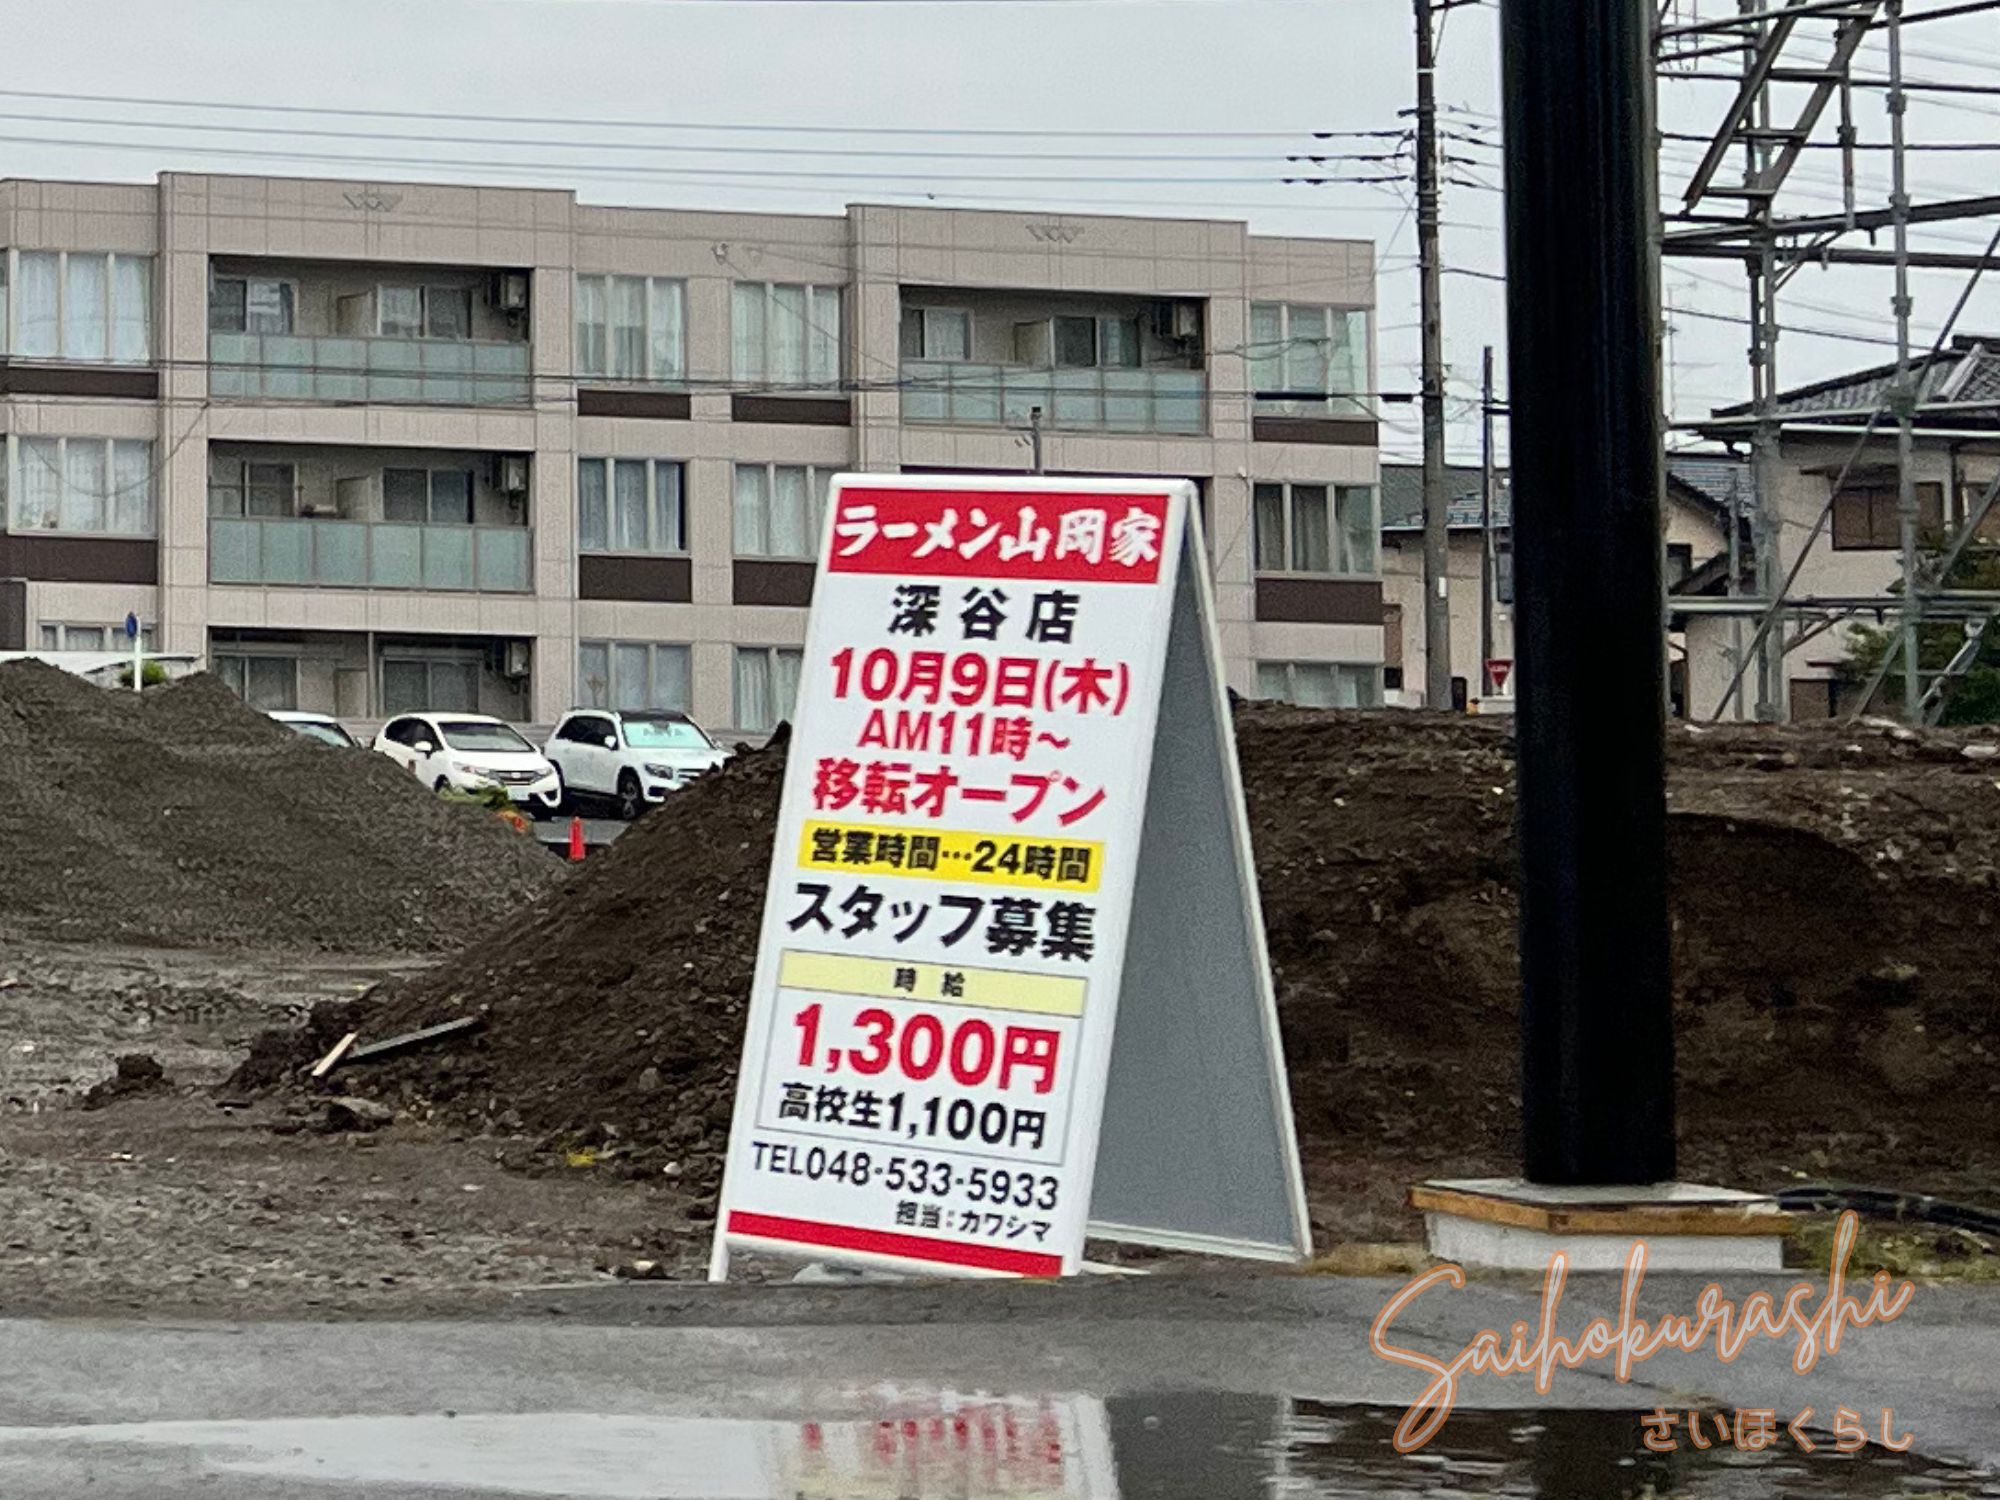 ラーメン山岡家
深谷店
10月9日(木)
AM11時～
移転オープン
営業時間…24時間
スタッフ募集
時給
1,300円
高校生1,100円
TEL048-533-5933
担当:カワシマ
Saihokurashi
さいほくらし